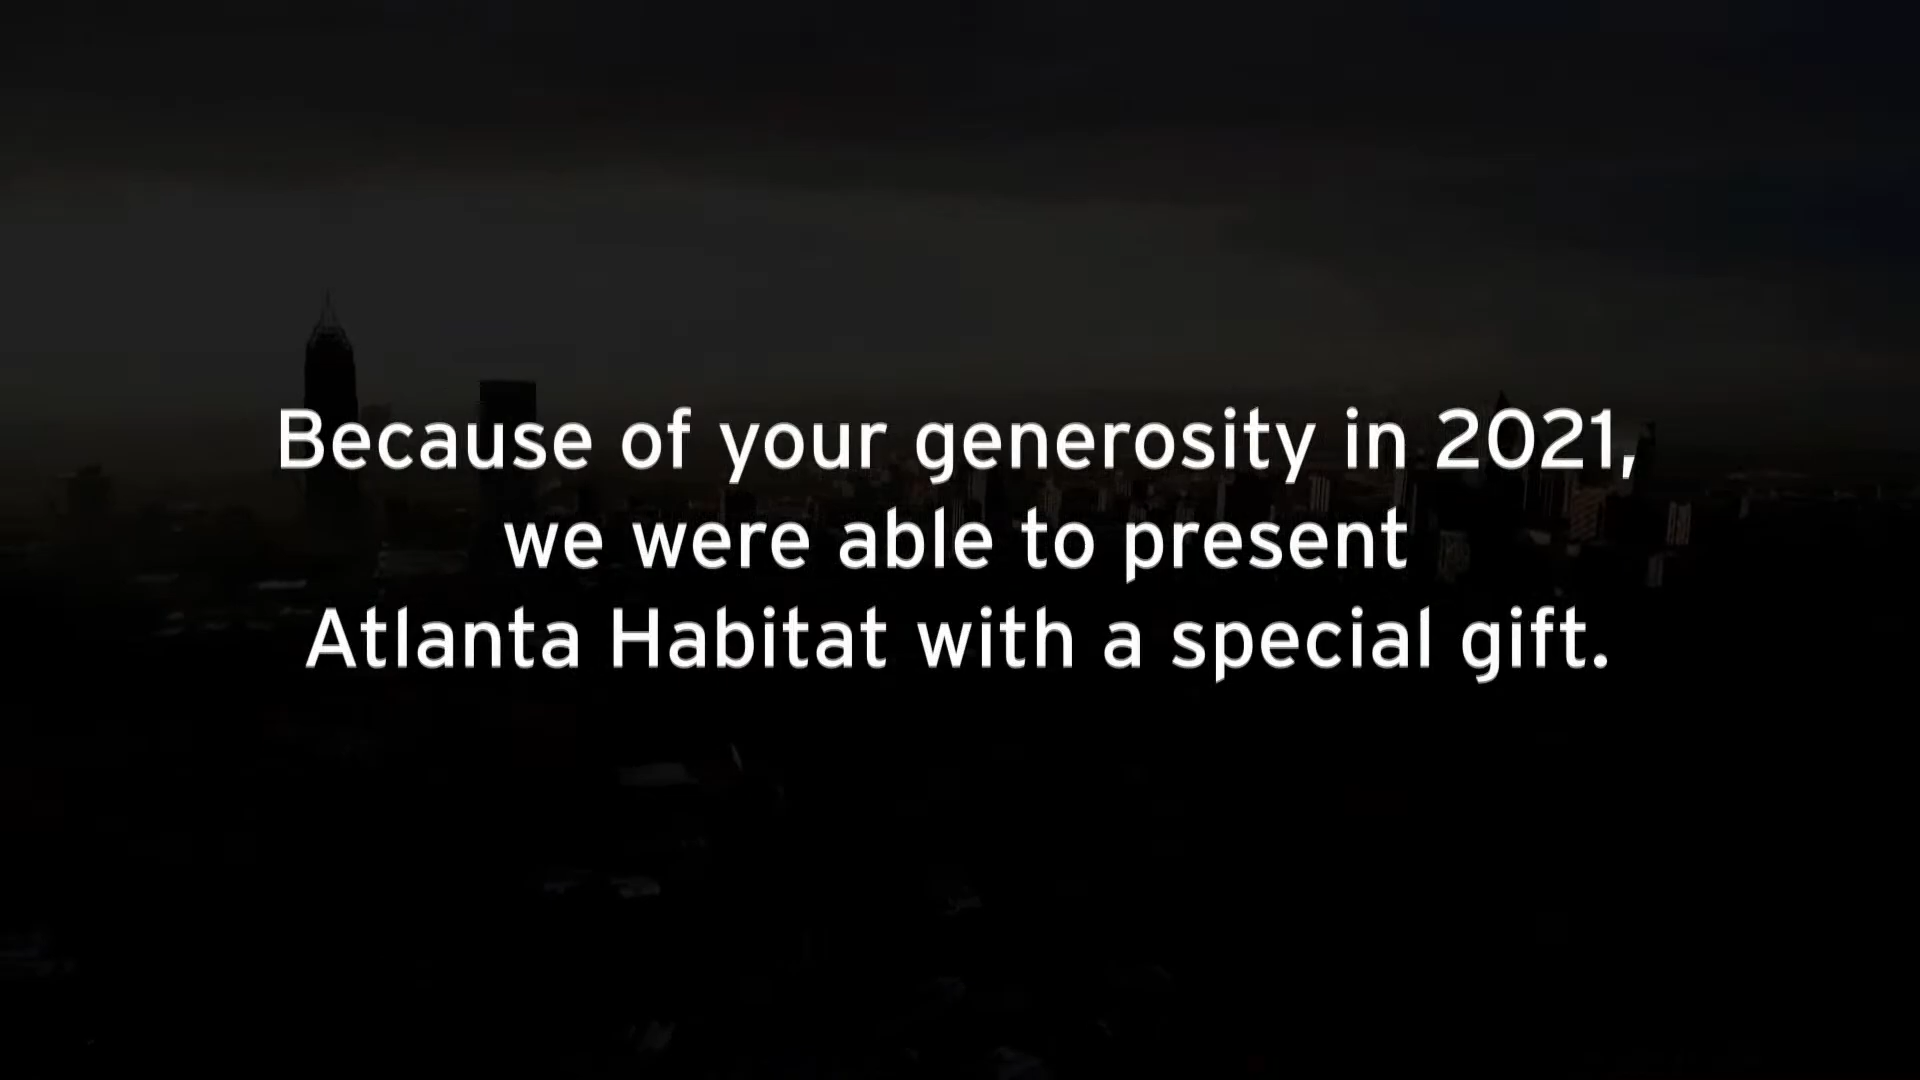 Because of your generosity in 2021,
we were able to present
Atlanta Habitat with a special gift.